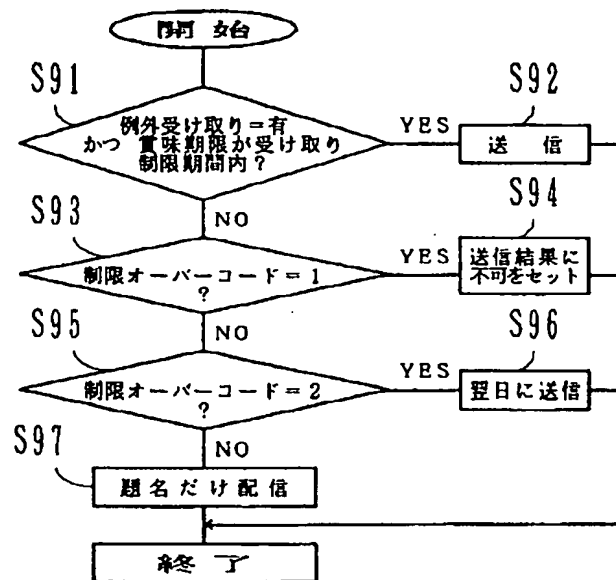 開始
S91
例外受け取り=有
かつ 賞味期限が受け取り
制限期間内?
YES
S92
送信
NO
S93
制限オーバーコード=1
?
YES
S94
送信結果に
不可をセット
NO
S95
制限オーバーコード=2
?
YES
S96
翌日に送信
NO
S97
題名だけ配信
終了